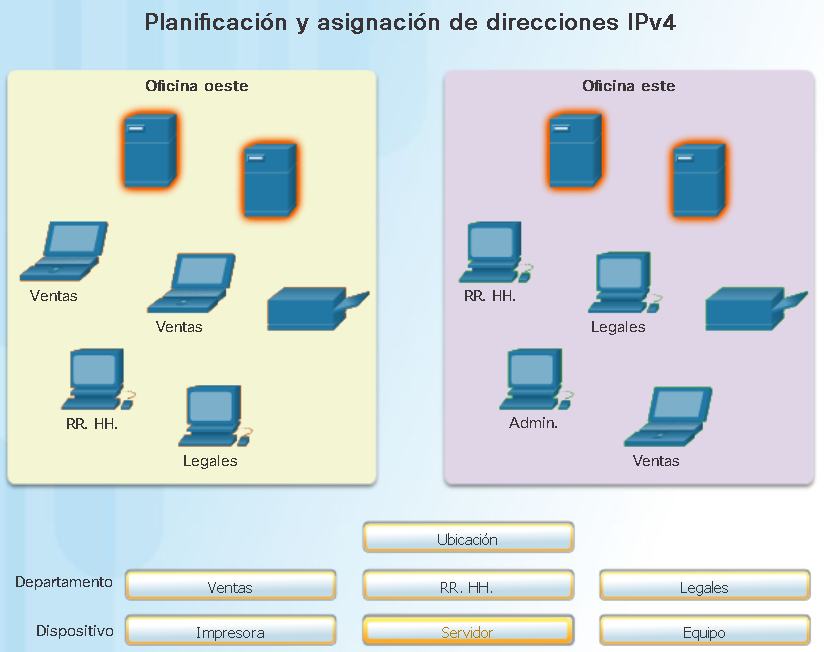 Planificación y asignación de direcciones IPv4
Oficina oeste
Oficina este
Ventas
Ventas
RR. HH.
Legales
RR. HH.
Legales
Admin.
Ventas
Ubicación
Departamento
Ventas
RR. HH.
Legales
Dispositivo
Impresora
Servidor
Equipo